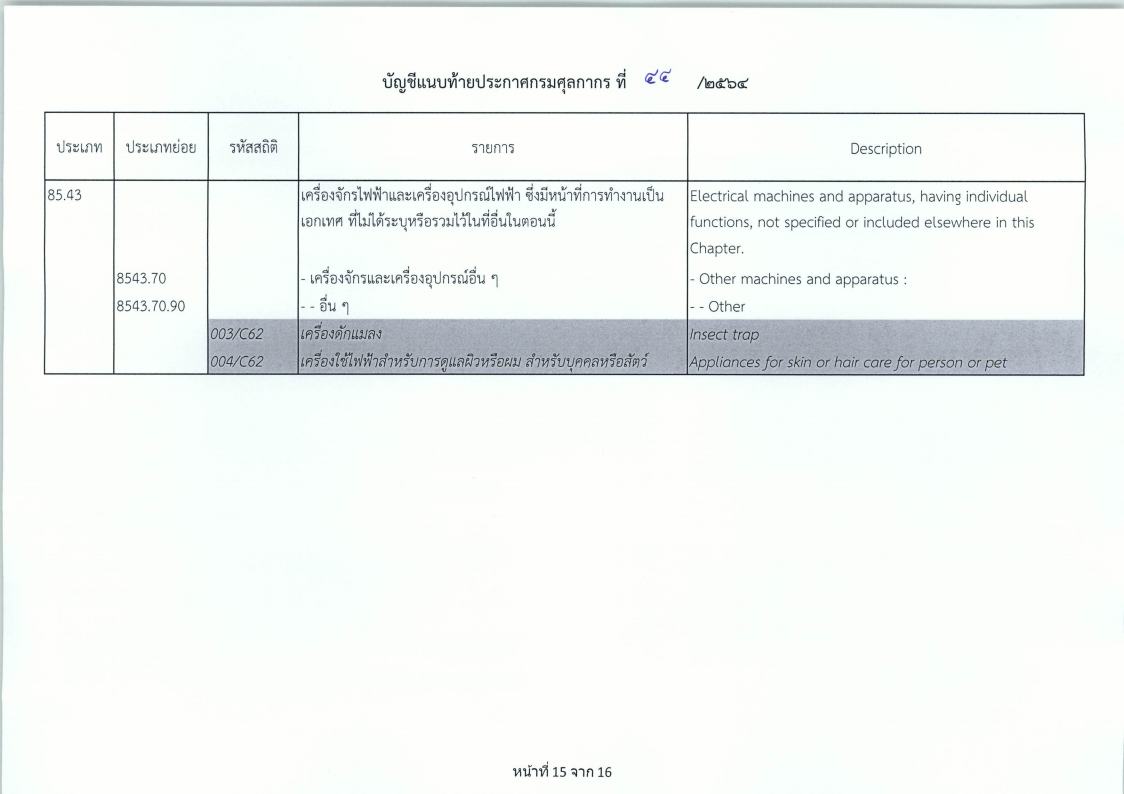 บัญชีแนบท้ายประกาศกรมศุลกากร ที่ ๔๔ /๒๕๖๔
ประเภท ประเภทย่อย รหัสสถิติ รายการ Description
85.43 เครื่องจักรไฟฟ้าและเครื่องอุปกรณ์ไฟฟ้า ซึ่งมีหน้าที่การทำงานเป็น Electrical machines and apparatus, having individual
เอกเทศ ที่ไม่ได้ระบุหรือรวมไว้ในที่อื่นในตอนนี้ functions, not specified or included elsewhere in this
Chapter.
8543.70 - เครื่องจักรและเครื่องอุปกรณ์อื่น ๆ - Other machines and apparatus :
8543.70.90 - - อื่น ๆ - - Other
003/C62 เครื่องดักแมลง Insect trap
004/C62 เครื่องใช้ไฟฟ้าสำหรับการดูแลผิวหรือผม สำหรับบุคคลหรือสัตว์ Appliances for skin or hair care for person or pet
หน้าที่ 15 จาก 16